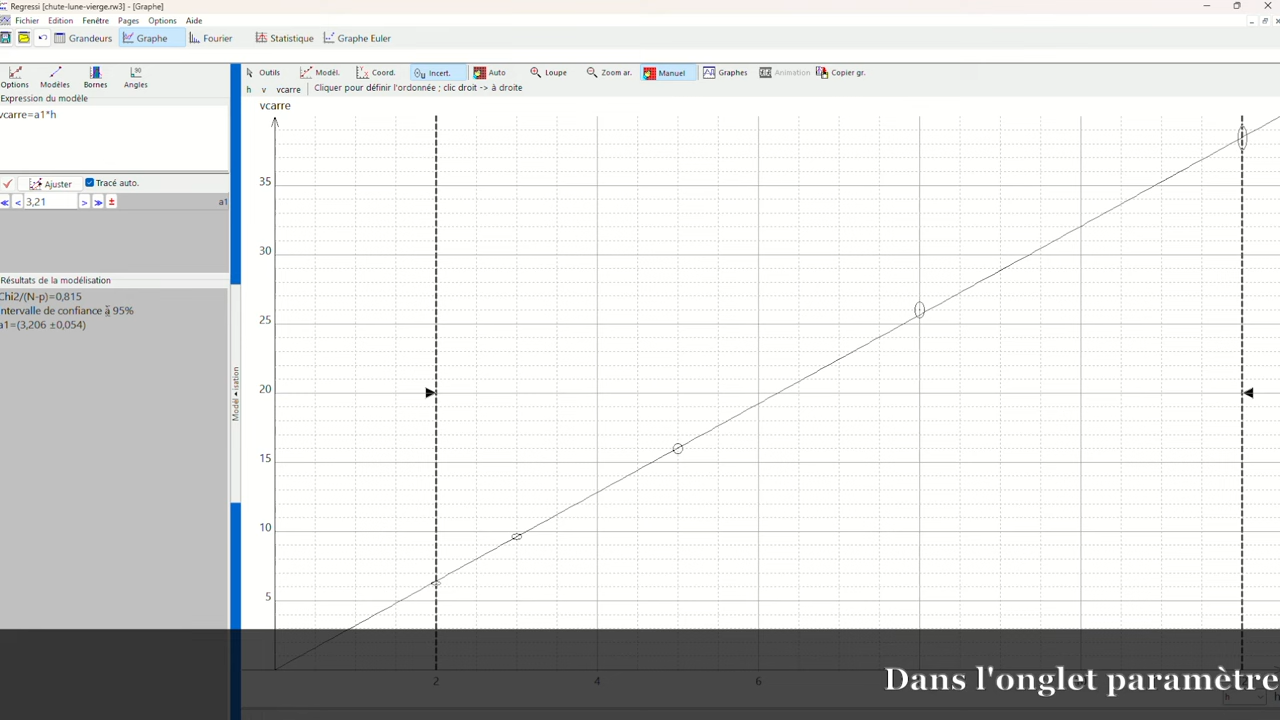 Regressi [chute-lune-vierge.rw3] - [Graphe]
Fichier Edition Fenêtre Pages Options Aide
Grandeurs Graphe Fourier Statistique Graphe Euler
Options Modèles Bornes Angles
Outils Modél. Coord. Incert. Auto Loupe Zoom ar. Manuel Graphes Animation Copier gr.
h v vcarre Cliquer pour définir l'ordonnée ; clic droit -> à droite
Expression du modèle
vcarre=a1*h
Ajuster Tracé auto.
3,21 a1
Résultats de la modélisation
Chi2/(N-p)=0,815
Intervalle de confiance à 95%
a1=(3,206 ±0,054)
Modélisation
vcarre
35
30
25
20
15
10
5
2 4 6
h h
Dans l'onglet paramètre